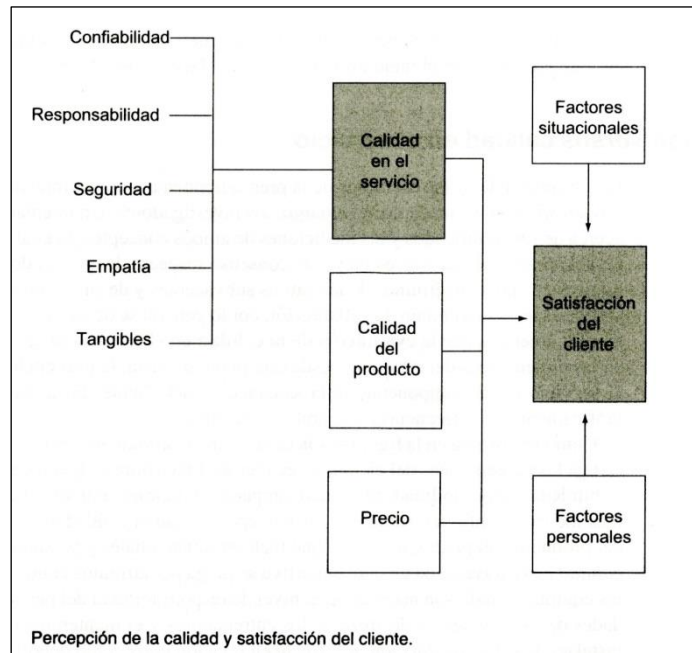 Confiabilidad
Responsabilidad
Seguridad
Empatía
Tangibles
Calidad
en el
servicio
Calidad
del
producto
Precio
Factores
situacionales
Satisfacción
del
cliente
Factores
personales
Percepción de la calidad y satisfacción del cliente.